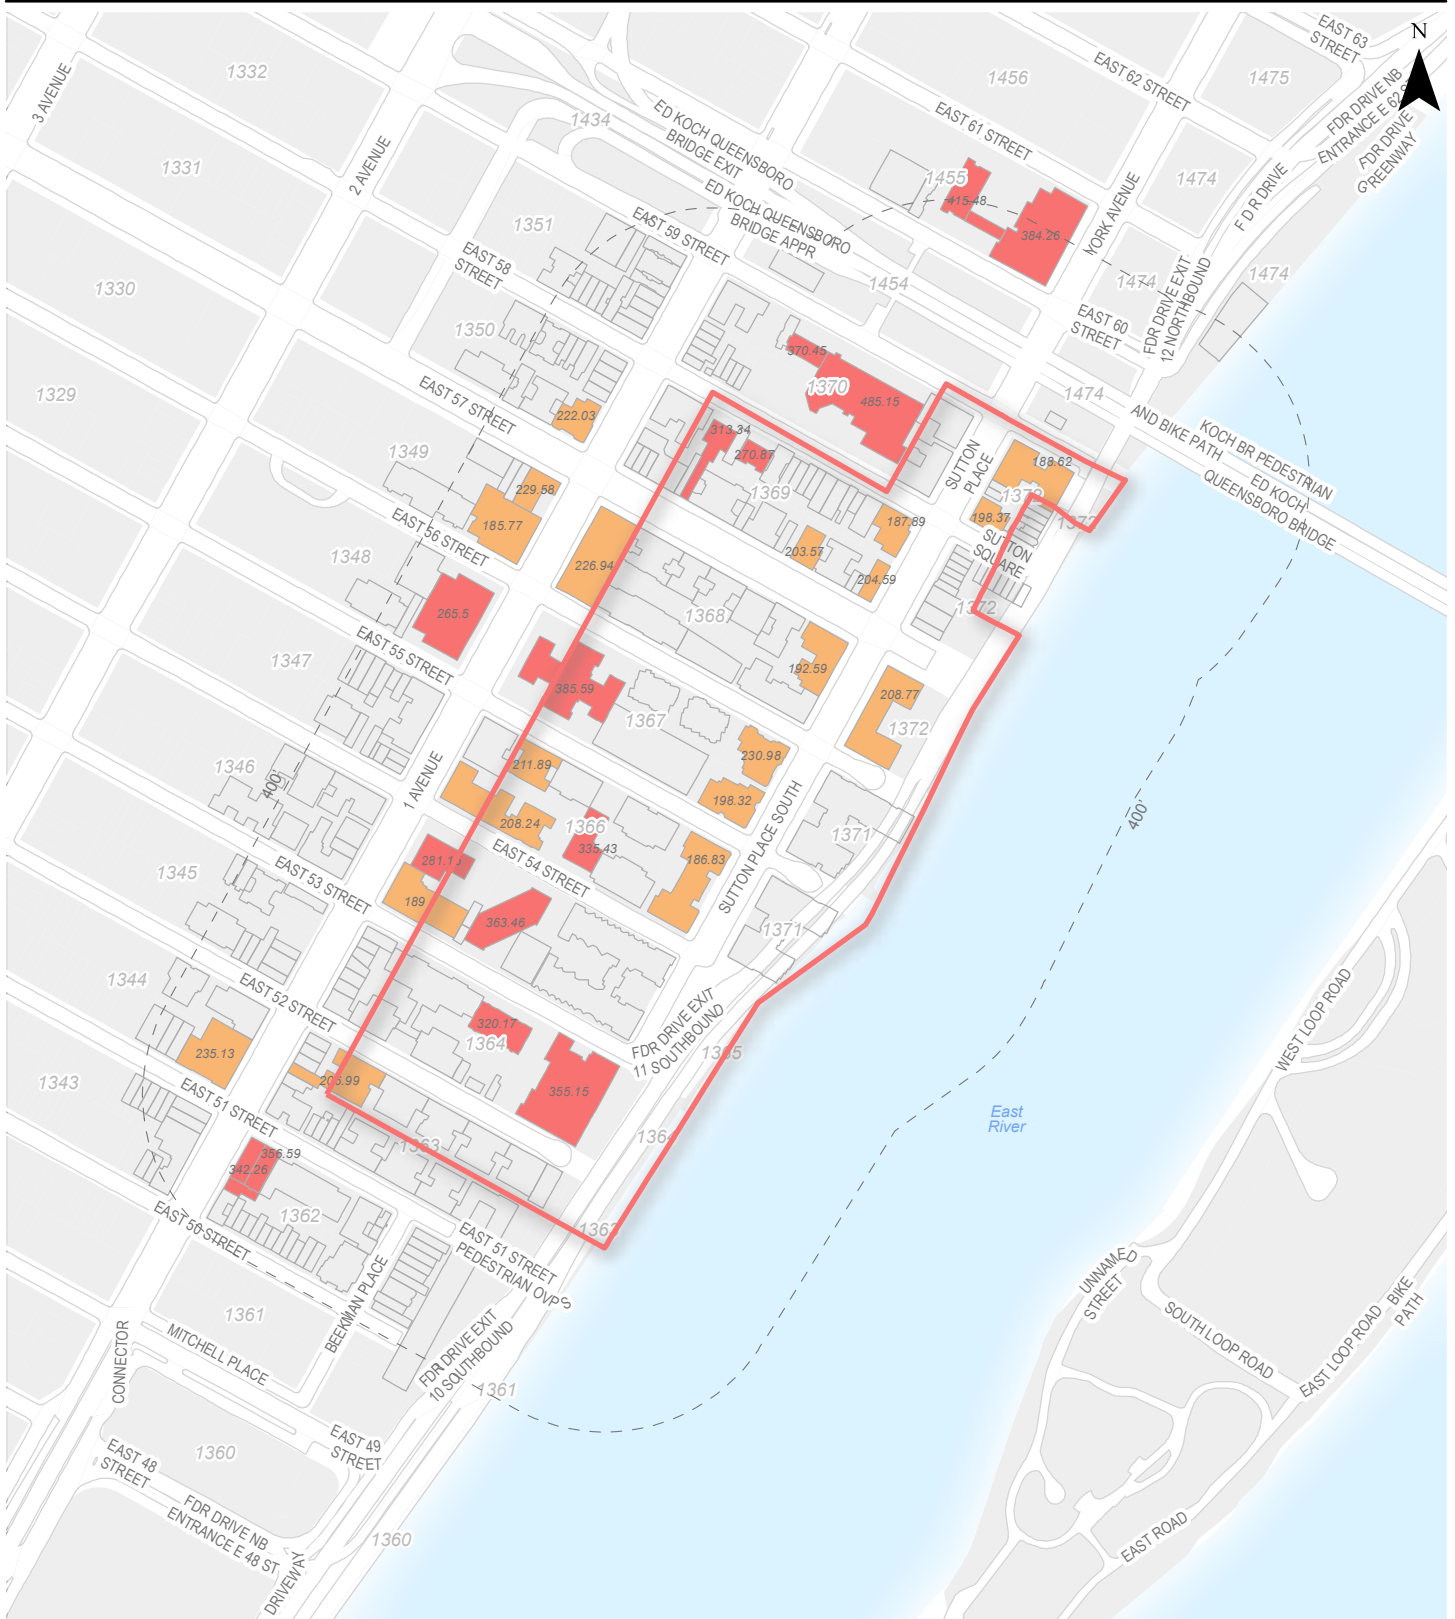 N
EAST 63
STREET
1332
1456
1475
EAST 62 STREET
3 AVENUE
FDR DRIVE NB
ENTRANCE E 62
FDR DRIVE
GREENWAY
1434
ED KOCH QUEENSBORO
BRIDGE EXIT
EAST 61 STREET
1331
2 AVENUE
1455
1474
415.48
F D R DRIVE
ED KOCH QUEENSBORO
BRIDGE APPR
YORK AVENUE
1351
EAST 59 STREET
384.26
EAST 58
STREET
1330
1454
1474
1474
FDR DRIVE EXIT
12 NORTHBOUND
EAST 60
STREET
1350
370.45
1329
EAST 57 STREET
1370
485.15
1474
222.03
AND BIKE PATH
KOCH BR PEDESTRIAN
ED KOCH
QUEENSBORO BRIDGE
313.34
270.87
1349
SUTTON
PLACE
188.62
229.58
1369
1372
185.77
EAST 56 STREET
198.37
187.89
1372
203.57
SUTTON
SQUARE
1348
226.94
204.59
265.5
1368
1372
EAST 55 STREET
1347
192.59
385.59
208.77
1367
1372
211.89
230.98
1346
1 AVENUE
400'
198.32
400'
208.24
1366
335.43
1371
SUTTON PLACE SOUTH
186.83
EAST 54 STREET
1345
EAST 53 STREET
189
363.46
1371
1344
EAST 52 STREET
WEST LOOP ROAD
320.17
1364
FDR DRIVE EXIT
11 SOUTHBOUND
235.13
1365
1343
355.15
EAST 51 STREET
East
River
1363
1364
356.59
342.26
1362
EAST 50 STREET
1363
EAST 51 STREET
PEDESTRIAN OVPS
BEEKMAN PLACE
UNNAMED
STREET
1361
MITCHELL PLACE
CONNECTOR
FDR DRIVE EXIT
10 SOUTHBOUND
SOUTH LOOP ROAD
EAST LOOP ROAD
BIKE
PATH
1361
EAST 49
STREET
1360
EAST 48
STREET
FDR DRIVE NB
ENTRANCE E 48 ST
1360
EAST ROAD
DRIVEWAY